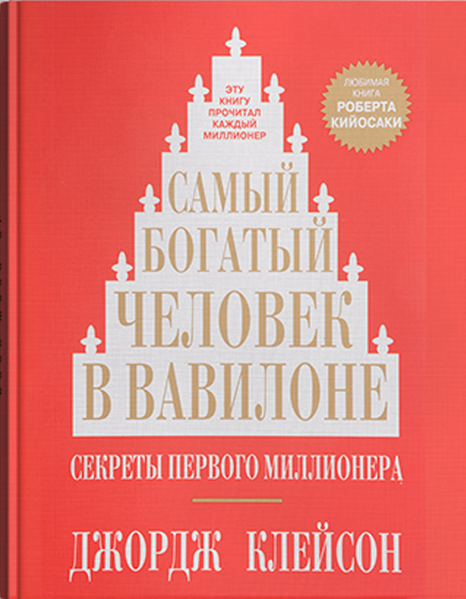 ЭТУ
КНИГУ
ПРОЧИТАЛ
КАЖДЫЙ
МИЛЛИОНЕР
ЛЮБИМАЯ
КНИГА
РОБЕРТА
КИЙОСАКИ
САМЫЙ
БОГАТЫЙ
ЧЕЛОВЕК
В ВАВИЛОНЕ
СЕКРЕТЫ ПЕРВОГО МИЛЛИОНЕРА
ДЖОРДЖ КЛЕЙСОН